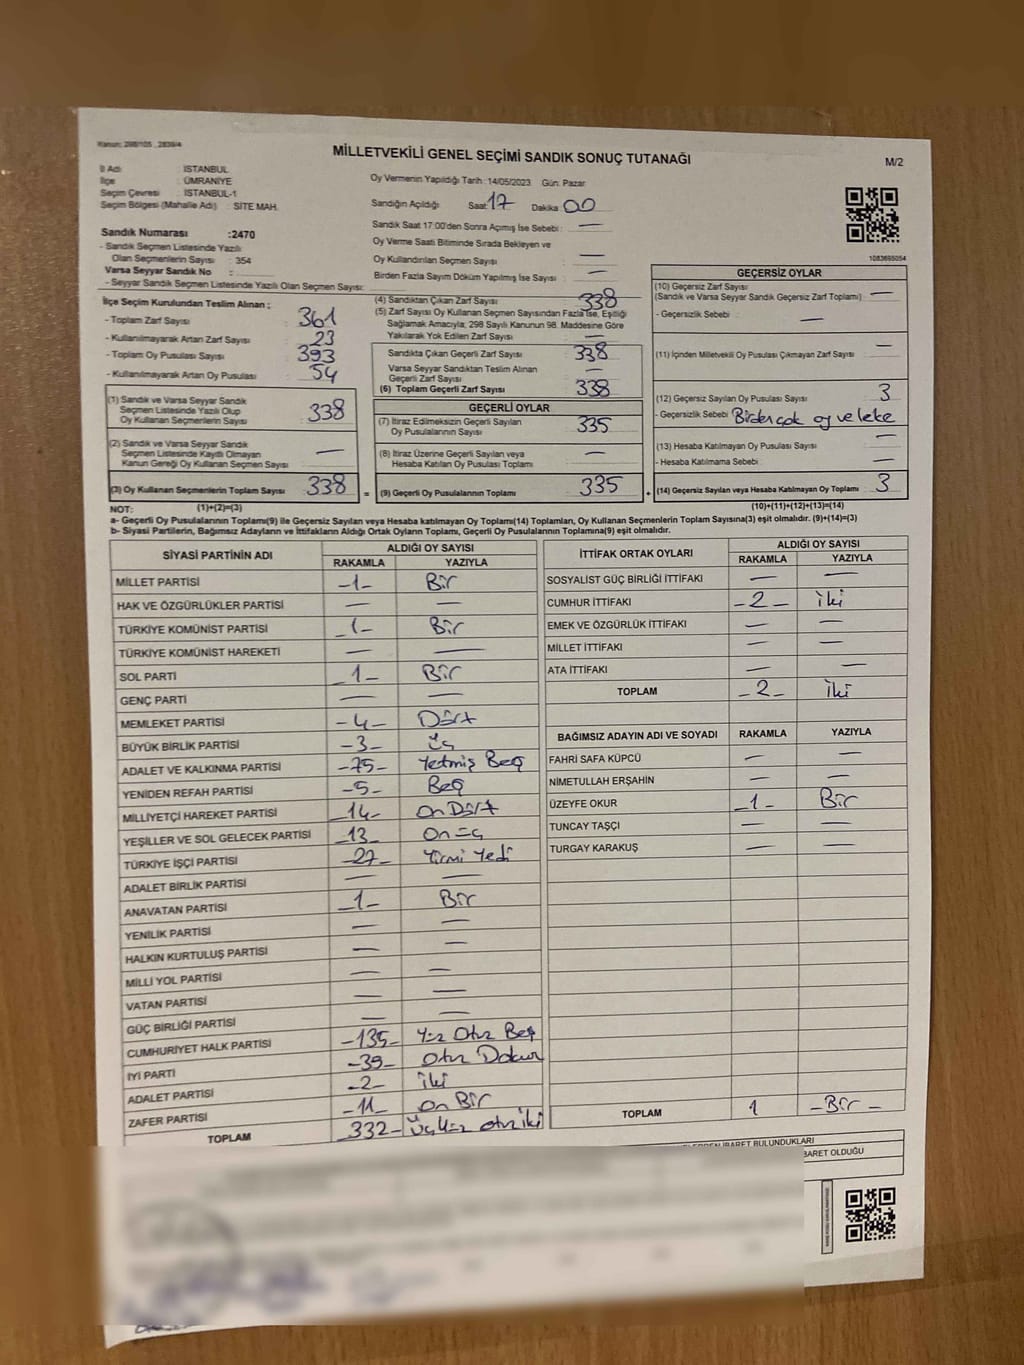 Kanun: 298/105 , 2839/4
MİLLETVEKİLİ GENEL SEÇİMİ SANDIK SONUÇ TUTANAĞI
M/2
İl Adı : İSTANBUL
İlçe : ÜMRANİYE
Seçim Çevresi : İSTANBUL-1
Seçim Bölgesi (Mahalle Adı) : SİTE MAH.
Sandık Numarası :2470
- Sandık Seçmen Listesinde Yazılı
Olan Seçmenlerin Sayısı : 354
Varsa Seyyar Sandık No :
- Seyyar Sandık Seçmen Listesinde Yazılı Olan Seçmen Sayısı:
Oy Vermenin Yapıldığı Tarih : 14/05/2023 Gün: Pazar
Sandığın Açıldığı Saat 17 Dakika 00
Sandık Saat 17:00'den Sonra Açılmış İse Sebebi : —
Oy Verme Saati Bitiminde Sırada Bekleyen ve
Oy Kullandırılan Seçmen Sayısı : —
Birden Fazla Sayım Döküm Yapılmış İse Sayısı : —
1083695054
İlçe Seçim Kurulundan Teslim Alınan ;
- Toplam Zarf Sayısı : 361
- Kullanılmayarak Artan Zarf Sayısı : 23
- Toplam Oy Pusulası Sayısı : 393
- Kullanılmayarak Artan Oy Pusulası : 54
(1) Sandık ve Varsa Seyyar Sandık
Seçmen Listesinde Yazılı Olup
Oy Kullanan Seçmenlerin Sayısı : 338
(2) Sandık ve Varsa Seyyar Sandık
Seçmen Listesinde Kayıtlı Olmayan
Kanun Gereği Oy Kullanan Seçmen Sayısı : —
(3) Oy Kullanan Seçmenlerin Toplam Sayısı : 338 =
(4) Sandıktan Çıkan Zarf Sayısı : 338
(5) Zarf Sayısı Oy Kullanan Seçmen Sayısından Fazla İse, Eşitliği
Sağlamak Amacıyla, 298 Sayılı Kanunun 98. Maddesine Göre
Yakılarak Yok Edilen Zarf Sayısı : —
Sandıkta Çıkan Geçerli Zarf Sayısı : 338
Varsa Seyyar Sandıktan Teslim Alınan
Geçerli Zarf Sayısı : —
(6) Toplam Geçerli Zarf Sayısı : 338
GEÇERLİ OYLAR
(7) İtiraz Edilmeksizin Geçerli Sayılan
Oy Pusulalarının Sayısı : 335
(8) İtiraz Üzerine Geçerli Sayılan veya
Hesaba Katılan Oy Pusulası Toplamı : —
(9) Geçerli Oy Pusulalarının Toplamı : 335 +
GEÇERSİZ OYLAR
(10) Geçersiz Zarf Sayısı
(Sandık ve Varsa Seyyar Sandık Geçersiz Zarf Toplamı) : —
- Geçersizlik Sebebi : —
(11) İçinden Milletvekili Oy Pusulası Çıkmayan Zarf Sayısı : —
(12) Geçersiz Sayılan Oy Pusulası Sayısı : 3
- Geçersizlik Sebebi : Birden çok oy ve leke
(13) Hesaba Katılmayan Oy Pusulası Sayısı : —
- Hesaba Katılmama Sebebi : —
(14) Geçersiz Sayılan veya Hesaba Katılmayan Oy Toplamı : 3
NOT: (1)+(2)=(3) (10)+(11)+(12)+(13)=(14)
a- Geçerli Oy Pusulalarının Toplamı(9) ile Geçersiz Sayılan veya Hesaba katılmayan Oy Toplamı(14) Toplamları, Oy Kullanan Seçmenlerin Toplam Sayısına(3) eşit olmalıdır. (9)+(14)=(3)
b- Siyasi Partilerin, Bağımsız Adayların ve İttifakların Aldığı Ortak Oyların Toplamı, Geçerli Oy Pusulalarının Toplamına(9) eşit olmalıdır.
SİYASİ PARTİNİN ADI ALDIĞI OY SAYISI
RAKAMLA YAZIYLA
MİLLET PARTİSİ -1- Bir
HAK VE ÖZGÜRLÜKLER PARTİSİ — —
TÜRKİYE KOMÜNİST PARTİSİ -1- Bir
TÜRKİYE KOMÜNİST HAREKETİ — —
SOL PARTİ -1- Bir
GENÇ PARTİ — —
MEMLEKET PARTİSİ -4- Dört
BÜYÜK BİRLİK PARTİSİ -3- Üç
ADALET VE KALKINMA PARTİSİ -75- Yetmiş Beş
YENİDEN REFAH PARTİSİ -5- Beş
MİLLİYETÇİ HAREKET PARTİSİ -14- On Dört
YEŞİLLER VE SOL GELECEK PARTİSİ -13- On Üç
TÜRKİYE İŞÇİ PARTİSİ -27- Yirmi Yedi
ADALET BİRLİK PARTİSİ — —
ANAVATAN PARTİSİ -1- Bir
YENİLİK PARTİSİ — —
HALKIN KURTULUŞ PARTİSİ — —
MİLLİ YOL PARTİSİ — —
VATAN PARTİSİ — —
GÜÇ BİRLİĞİ PARTİSİ — —
CUMHURİYET HALK PARTİSİ -135- Yüz Otuz Beş
İYİ PARTİ -39- Otuz Dokuz
ADALET PARTİSİ -2- iki
ZAFER PARTİSİ -11- on Bir
TOPLAM 332- Üçyüz otuz iki
İTTİFAK ORTAK OYLARI ALDIĞI OY SAYISI
RAKAMLA YAZIYLA
SOSYALİST GÜÇ BİRLİĞİ İTTİFAKI — —
CUMHUR İTTİFAKI -2- iki
EMEK VE ÖZGÜRLÜK İTTİFAKI — —
MİLLET İTTİFAKI — —
ATA İTTİFAKI — —
TOPLAM -2- iki
BAĞIMSIZ ADAYIN ADI VE SOYADI RAKAMLA YAZIYLA
FAHRİ SAFA KÜPCÜ — —
NİMETULLAH ERŞAHİN — —
ÜZEYFE OKUR -1- Bir
TUNCAY TAŞÇI — —
TURGAY KARAKUŞ — —
TOPLAM 1 -Bir-
İBARET BULUNDUKLARI
BARET OLDUĞU